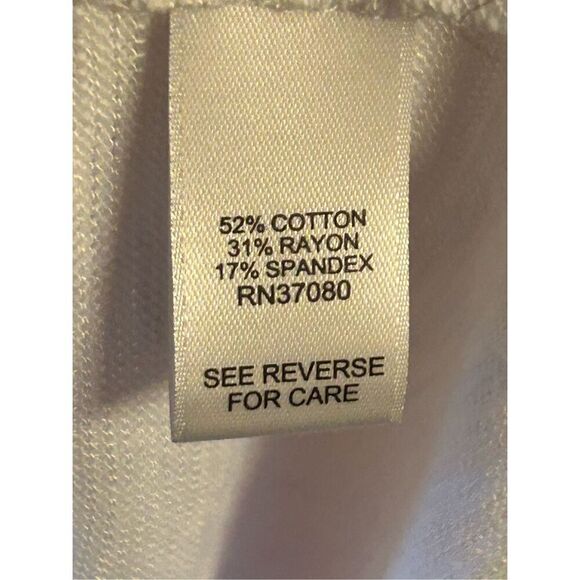 52% COTTON
31% RAYON
17% SPANDEX
RN37080
SEE REVERSE
FOR CARE